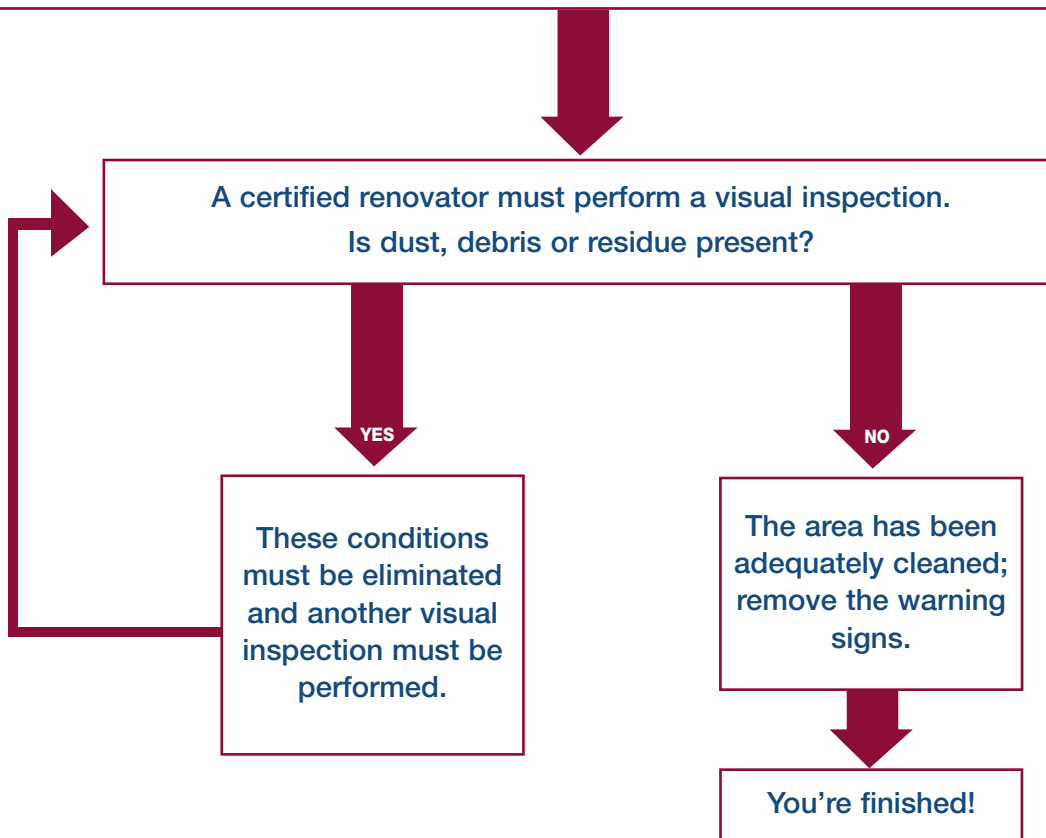 A certified renovator must perform a visual inspection.
Is dust, debris or residue present?
YES
NO
These conditions
must be eliminated
and another visual
inspection must be
performed.
The area has been
adequately cleaned;
remove the warning
signs.
You're finished!